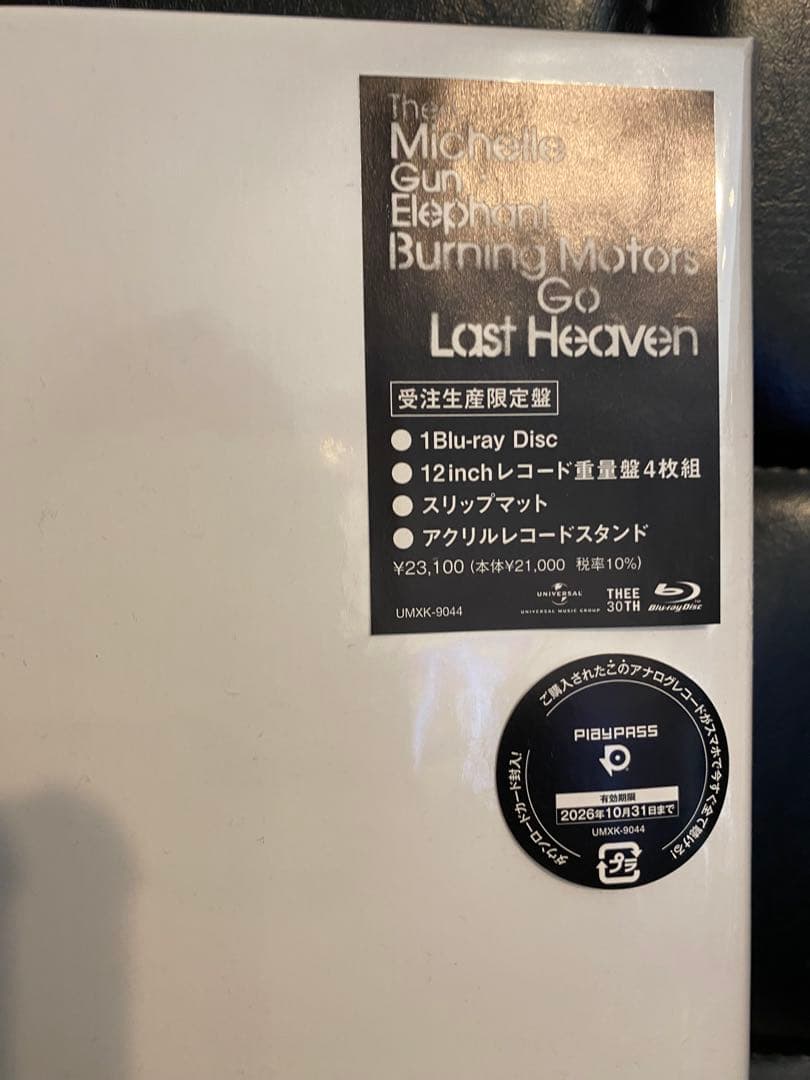 Thee
Michelle
Gun
Elephant
Burning Motors
Go
Last Heaven
受注生産限定盤
● 1Blu-ray Disc
● 12inchレコード重量盤4枚組
● スリップマット
● アクリルレコードスタンド
¥23,100（本体¥21,000 税率10%）
UMXK-9044
UNIVERSAL
UNIVERSAL MUSIC GROUP
THEE
30TH
Blu-ray Disc
ご購入されたこのアナログレコードがスマホで今すぐ全て聴ける!
PlayPASS
有効期限
2026年10月31日まで
UMXK-9044
プラ
ダウンロードカード封入!